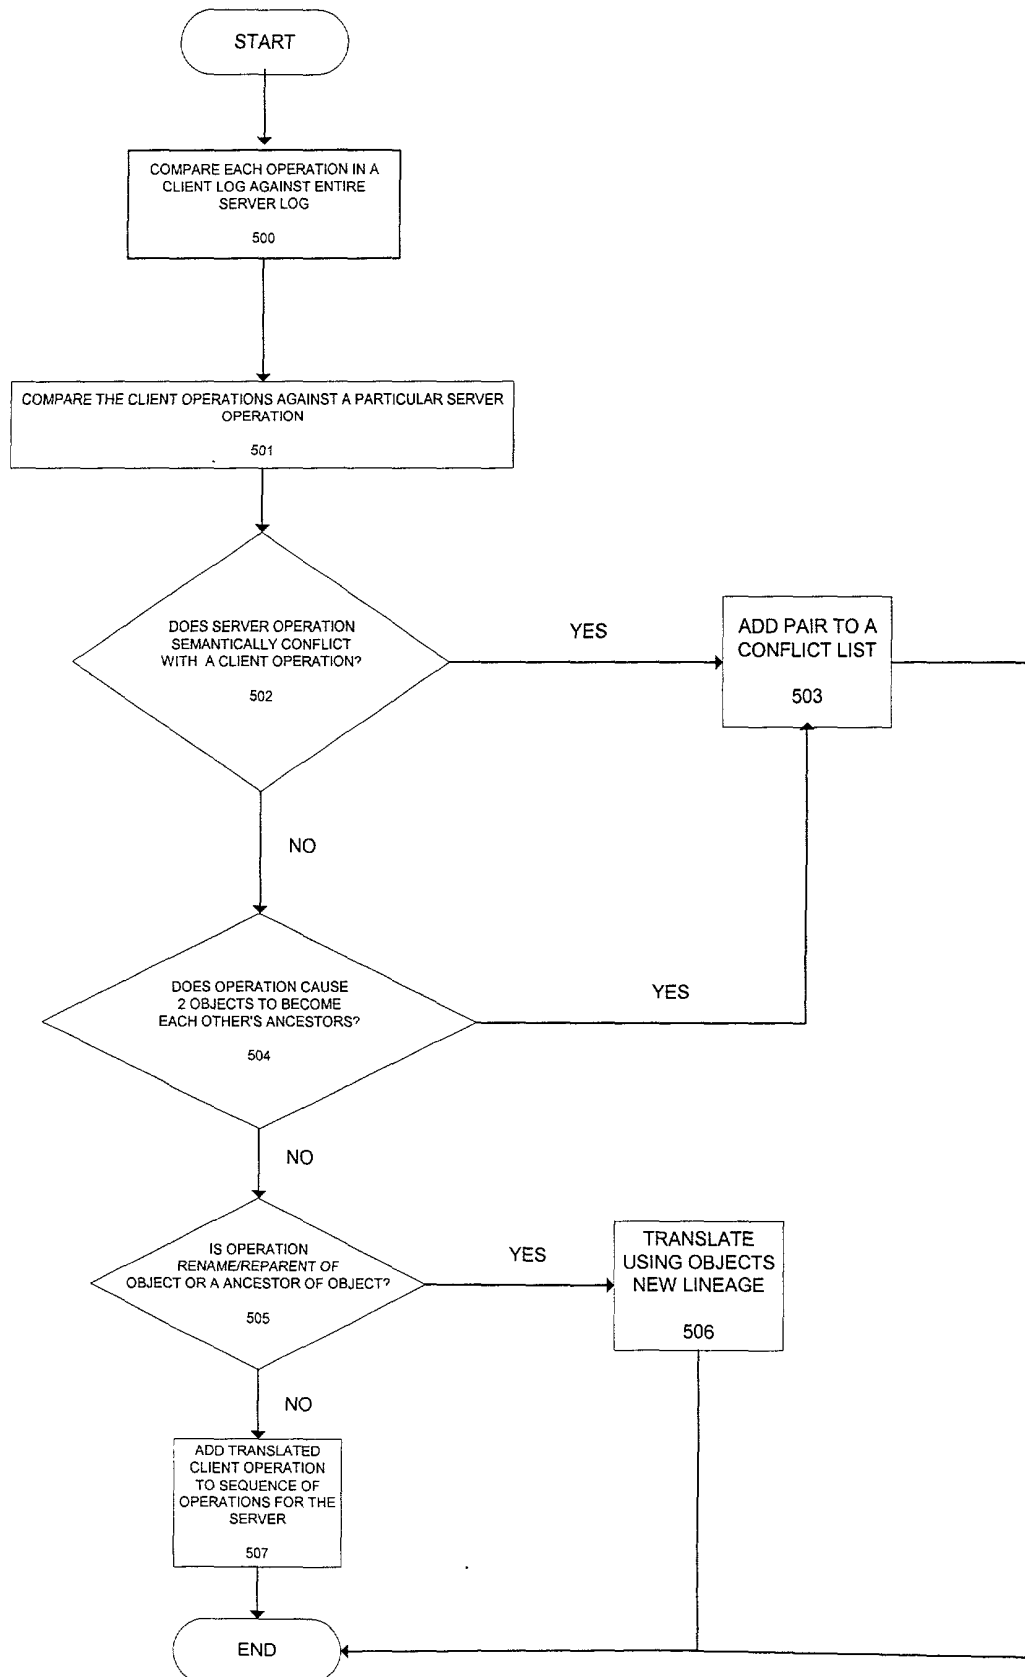 START
COMPARE EACH OPERATION IN A
CLIENT LOG AGAINST ENTIRE
SERVER LOG
500
COMPARE THE CLIENT OPERATIONS AGAINST A PARTICULAR SERVER
OPERATION
501
DOES SERVER OPERATION
SEMANTICALLY CONFLICT
WITH A CLIENT OPERATION?
502
YES
ADD PAIR TO A
CONFLICT LIST
503
NO
DOES OPERATION CAUSE
2 OBJECTS TO BECOME
EACH OTHER'S ANCESTORS?
504
YES
NO
IS OPERATION
RENAME/REPARENT OF
OBJECT OR A ANCESTOR OF OBJECT?
505
YES
TRANSLATE
USING OBJECTS
NEW LINEAGE
506
NO
ADD TRANSLATED
CLIENT OPERATION
TO SEQUENCE OF
OPERATIONS FOR THE
SERVER
507
END